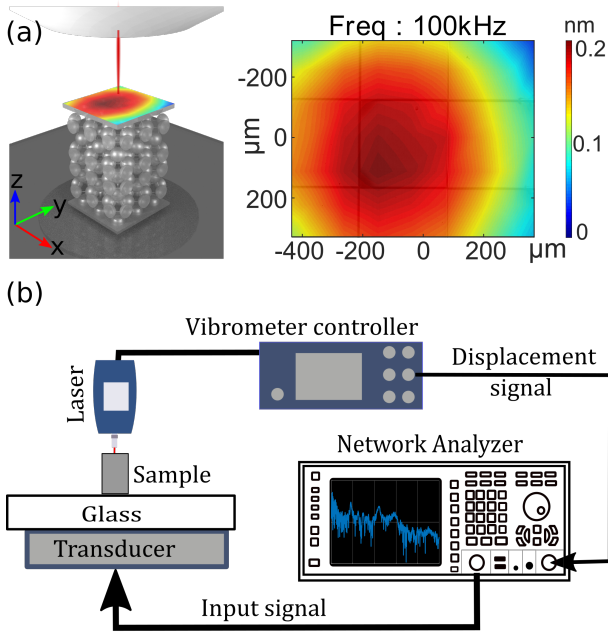 (a)
z
y
x
Freq : 100kHz
nm
0.2
0.1
0
-200
0
200
μm
-400
-200
0
200
μm
(b)
Vibrometer controller
Displacement
signal
Laser
Network Analyzer
Sample
Glass
Transducer
Input signal